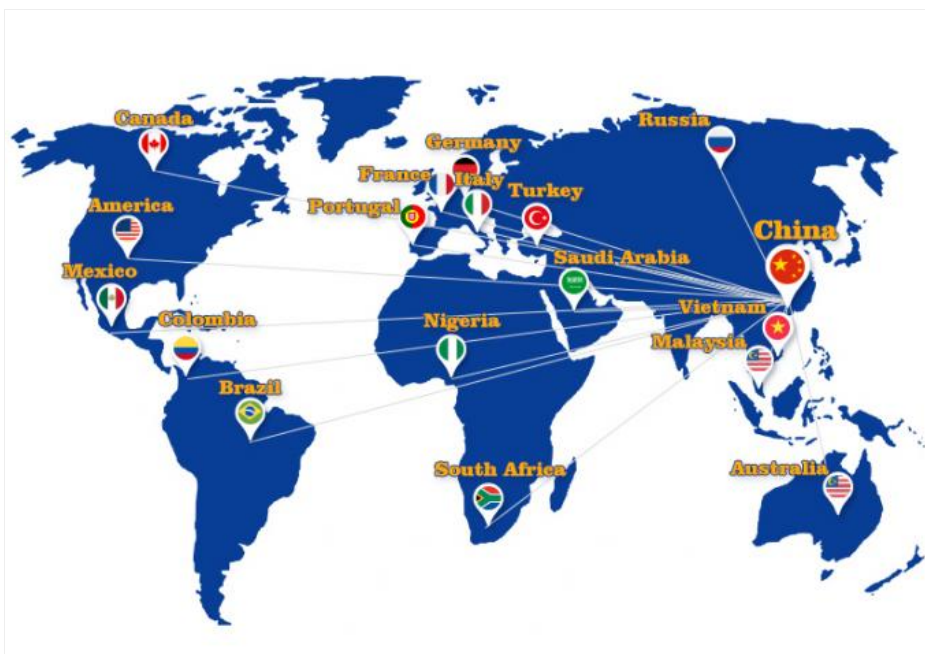 Canada
Russia
Germany
France
Italy
Turkey
Portugal
America
China
Saudi Arabia
Mexico
Vietnam
Colombia
Nigeria
Malaysia
Brazil
South Africa
Australia